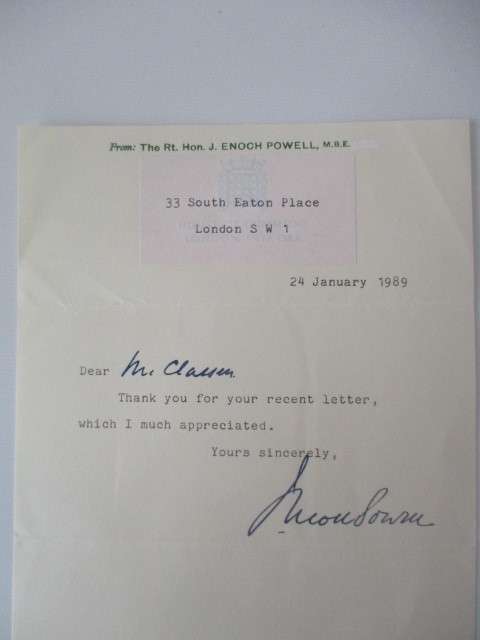 From: The Rt. Hon. J. ENOCH POWELL, M.B.E.
33 South Eaton Place
London S W 1
24 January 1989
Dear Mr. Classen
Thank you for your recent letter,
which I much appreciated.
Yours sincerely,
J. Enoch Powell